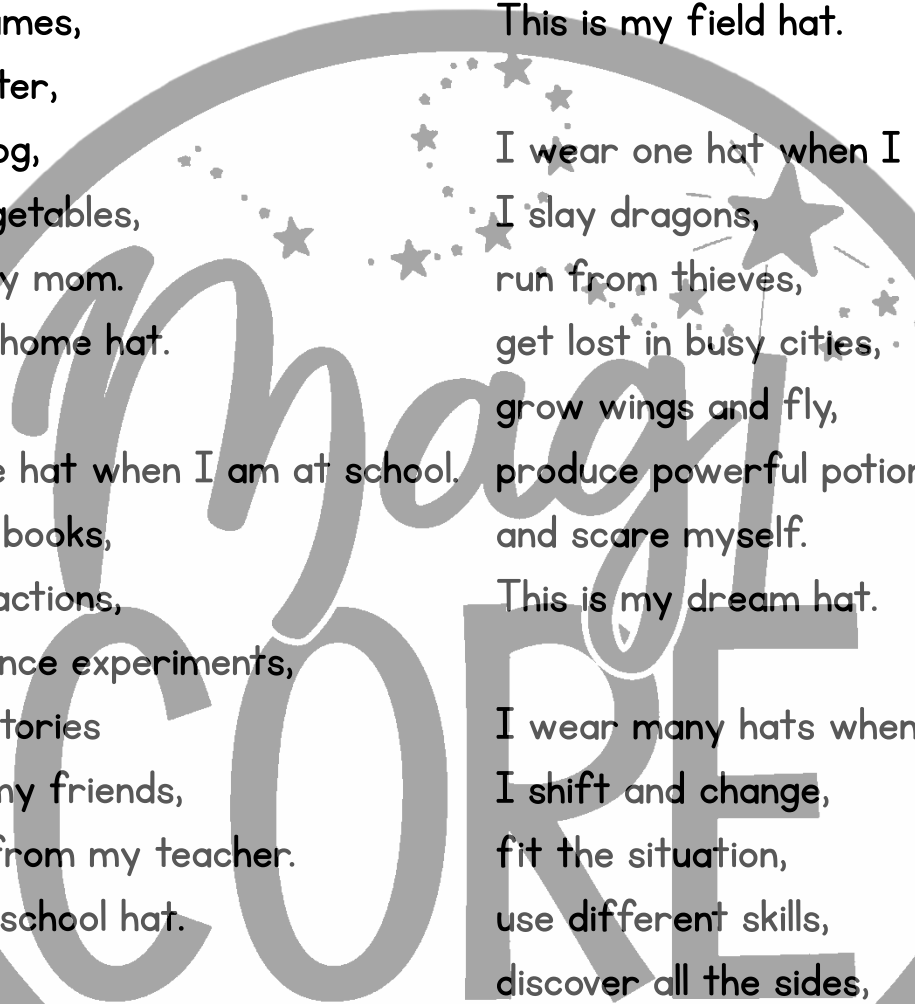 ames,
ter,
og,
getables,
y mom.
home hat.
e hat when I am at school.
books,
actions,
nce experiments,
tories
my friends,
from my teacher.
school hat.
This is my field hat.
I wear one hat when I
I slay dragons,
run from thieves,
get lost in busy cities,
grow wings and fly,
produce powerful potion
and scare myself.
This is my dream hat.
I wear many hats when
I shift and change,
fit the situation,
use different skills,
discover all the sides,
Magi
CORE